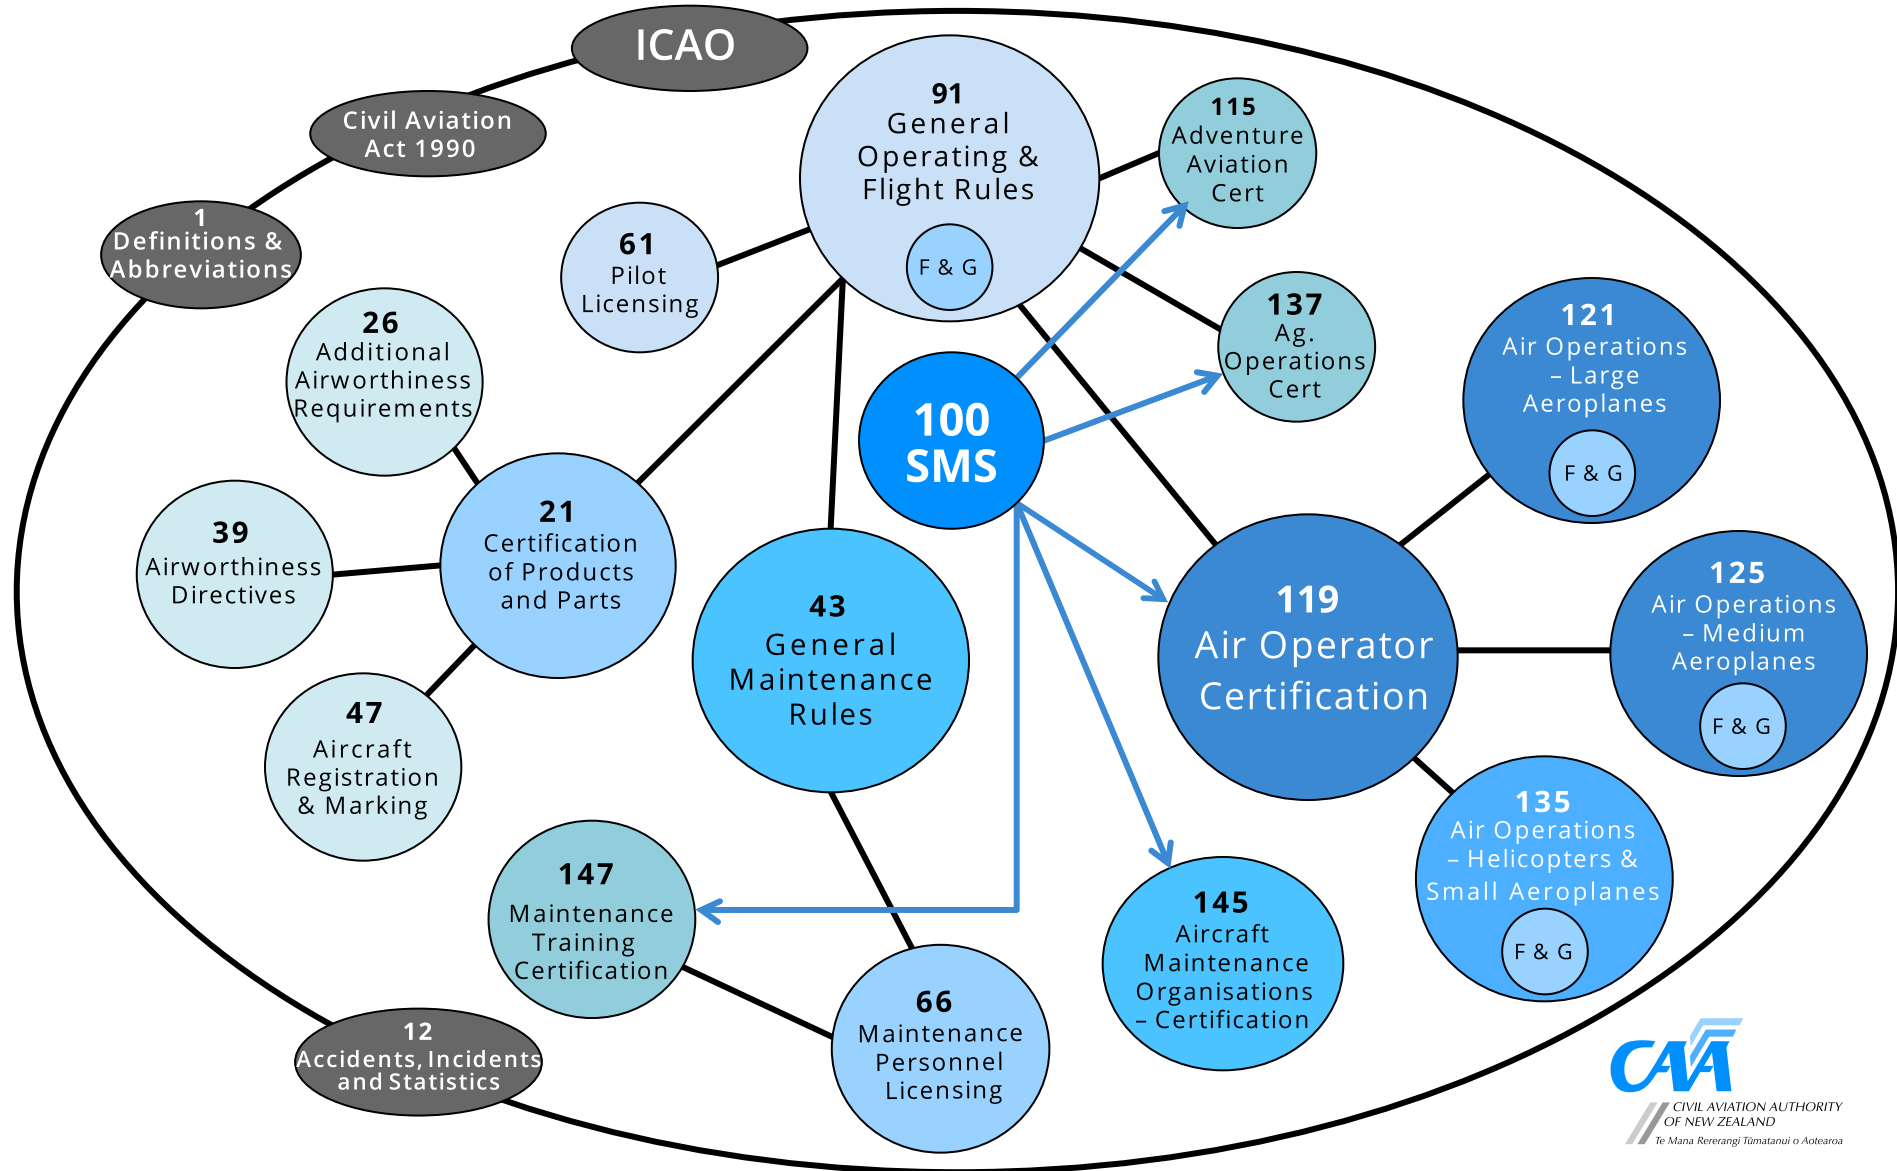 ICAO
Civil Aviation
Act 1990
1
Definitions &
Abbreviations
91
General
Operating &
Flight Rules
F & G
115
Adventure
Aviation
Cert
61
Pilot
Licensing
137
Ag.
Operations
Cert
26
Additional
Airworthiness
Requirements
121
Air Operations
– Large
Aeroplanes
F & G
100
SMS
39
Airworthiness
Directives
21
Certification
of Products
and Parts
43
General
Maintenance
Rules
119
Air Operator
Certification
125
Air Operations
– Medium
Aeroplanes
F & G
47
Aircraft
Registration
& Marking
135
Air Operations
– Helicopters &
Small Aeroplanes
F & G
147
Maintenance
Training
Certification
145
Aircraft
Maintenance
Organisations
– Certification
66
Maintenance
Personnel
Licensing
12
Accidents, Incidents
and Statistics
CAA
CIVIL AVIATION AUTHORITY
OF NEW ZEALAND
Te Mana Rererangi Tūmatanui o Aotearoa